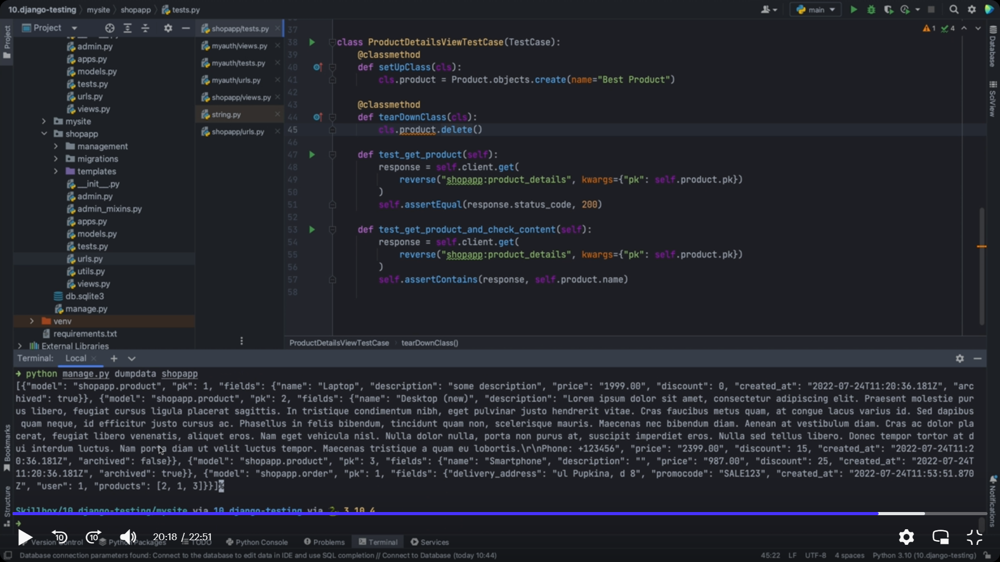 10.django-testing mysite shopapp tests.py main
Project
admin.py
apps.py
models.py
tests.py
urls.py
views.py
mysite
shopapp
management
migrations
templates
__init__.py
admin.py
admin_mixins.py
apps.py
models.py
tests.py
urls.py
utils.py
views.py
db.sqlite3
manage.py
venv
requirements.txt
External Libraries
shopapp/tests.py
myauth/views.py
myauth/tests.py
myauth/urls.py
shopapp/views.py
string.py
shopapp/urls.py
1 4
37
38 class ProductDetailsViewTestCase(TestCase):
39 @classmethod
40 def setUpClass(cls):
41 cls.product = Product.objects.create(name="Best Product")
42
43 @classmethod
44 def tearDownClass(cls):
45 cls.product.delete()
46
47 def test_get_product(self):
48 response = self.client.get(
49 reverse("shopapp:product_details", kwargs={"pk": self.product.pk})
50 )
51 self.assertEqual(response.status_code, 200)
52
53 def test_get_product_and_check_content(self):
54 response = self.client.get(
55 reverse("shopapp:product_details", kwargs={"pk": self.product.pk})
56 )
57 self.assertContains(response, self.product.name)
58
ProductDetailsViewTestCase tearDownClass()
Project
Bookmarks
Structure
Database
SciView
Notifications
Terminal: Local
→ python manage.py dumpdata shopapp
[{"model": "shopapp.product", "pk": 1, "fields": {"name": "Laptop", "description": "some description", "price": "1999.00", "discount": 0, "created_at": "2022-07-24T11:20:36.181Z", "arc
hived": true}}, {"model": "shopapp.product", "pk": 2, "fields": {"name": "Desktop (new)", "description": "Lorem ipsum dolor sit amet, consectetur adipiscing elit. Praesent molestie pur
us libero, feugiat cursus ligula placerat sagittis. In tristique condimentum nibh, eget pulvinar justo hendrerit vitae. Cras faucibus metus quam, at congue lacus varius id. Sed dapibus
quam neque, id efficitur justo cursus ac. Phasellus in felis bibendum, tincidunt quam non, scelerisque mauris. Maecenas nec bibendum diam. Aenean at vestibulum diam. Cras ac dolor pla
cerat, feugiat libero venenatis, aliquet eros. Nam eget vehicula nisl. Nulla dolor nulla, porta non purus at, suscipit imperdiet eros. Nulla sed tellus libero. Donec tempor tortor at d
ui interdum luctus. Nam porta diam ut velit luctus tempor. Maecenas tristique a quam eu lobortis.\r\nPhone: +123456", "price": "2399.00", "discount": 15, "created_at": "2022-07-24T11:2
0:36.181Z", "archived": false}}, {"model": "shopapp.product", "pk": 3, "fields": {"name": "Smartphone", "description": "", "price": "987.00", "discount": 25, "created_at": "2022-07-24T
11:20:36.181Z", "archived": true}}, {"model": "shopapp.order", "pk": 1, "fields": {"delivery_address": "ul Pupkina, d 8", "promocode": "SALE123", "created_at": "2022-07-24T11:53:51.870
Z", "user": 1, "products": [2, 1, 3]}}]%
Skillbox/10.django-testing/mysite via 10.django-testing via 3.10.4
→
10 10 20:18 / 22:51
Version Control Python Packages TODO Python Console Problems Terminal Services
Database connection parameters found: Connect to the database to edit data in IDE and use SQL completion // Connect to Database (today 10:44) 45:22 LF UTF-8 4 spaces Python 3.10 (10.django-testing)